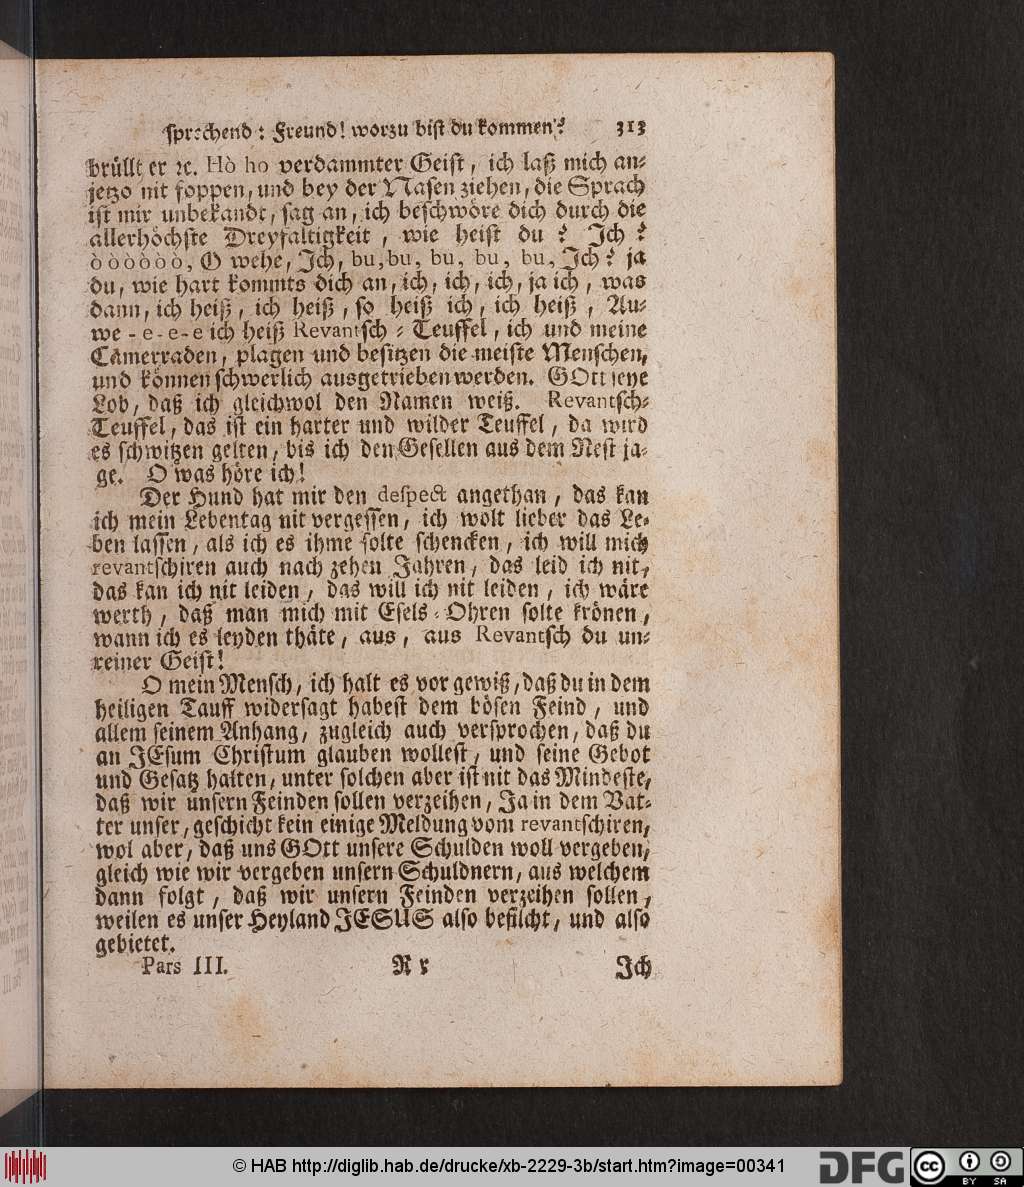 sprechend: Freund! worzu bist du kommen? 313
brüllt er ꝛc. Hò ho verdammter Geist, ich laß mich an-
jetzo nit foppen, und bey der Nasen ziehen, die Sprach
ist mir unbekandt, sag an, ich beschwöre dich durch die
allerhöchste Dreyfaltigkeit, wie heist du? Ich?
ò ò ò ò ò ò, O wehe, Ich, bu, bu, bu, bu, bu, Ich? ja
du, wie hart kommts dich an, ich, ich, ich, ja ich, was
dann, ich heiß, ich heiß, so heiß ich, ich heiß, Au-
we - e - e - e ich heiß Revantsch-Teuffel, ich und meine
Camerraden, plagen und besitzen die meiste Menschen,
und können schwerlich ausgetrieben werden. GOtt seye
Lob, daß ich gleichwol den Namen weiß. Revantsch-
Teuffel, das ist ein harter und wilder Teuffel, da wird
es schwitzen gelten, bis ich den Gesellen aus dem Nest ja-
ge. O was höre ich!
Der Hund hat mir den despect angethan, das kan
ich mein Lebentag nit vergessen, ich wolt lieber das Le-
ben lassen, als ich es ihme solte schencken, ich will mich
revantschiren auch nach zehen Jahren, das leid ich nit,
das kan ich nit leiden, das will ich nit leiden, ich wäre
werth, daß man mich mit Esels-Ohren solte krönen,
wann ich es leyden thäte, aus, aus Revantsch du un-
reiner Geist!
O mein Mensch, ich halt es vor gewiß, daß du in dem
heiligen Tauff widersagt habest dem bösen Feind, und
allem seinem Anhang, zugleich auch versprochen, daß du
an JEsum Christum glauben wollest, und seine Gebot
und Gesatz halten, unter solchen aber ist nit das Mindeste,
daß wir unsern Feinden sollen verzeihen, Ja in dem Vat-
ter unser, geschicht kein einige Meldung vom revantschiren,
wol aber, daß uns GOtt unsere Schulden woll vergeben,
gleich wie wir vergeben unsern Schuldnern, aus welchem
dann folgt, daß wir unsern Feinden verzeihen sollen,
weilen es unser Heyland JESUS also befilcht, und also
gebietet.
Pars III. Rr Ich
© HAB http://diglib.hab.de/drucke/xb-2229-3b/start.htm?image=00341 DFG cc BY SA